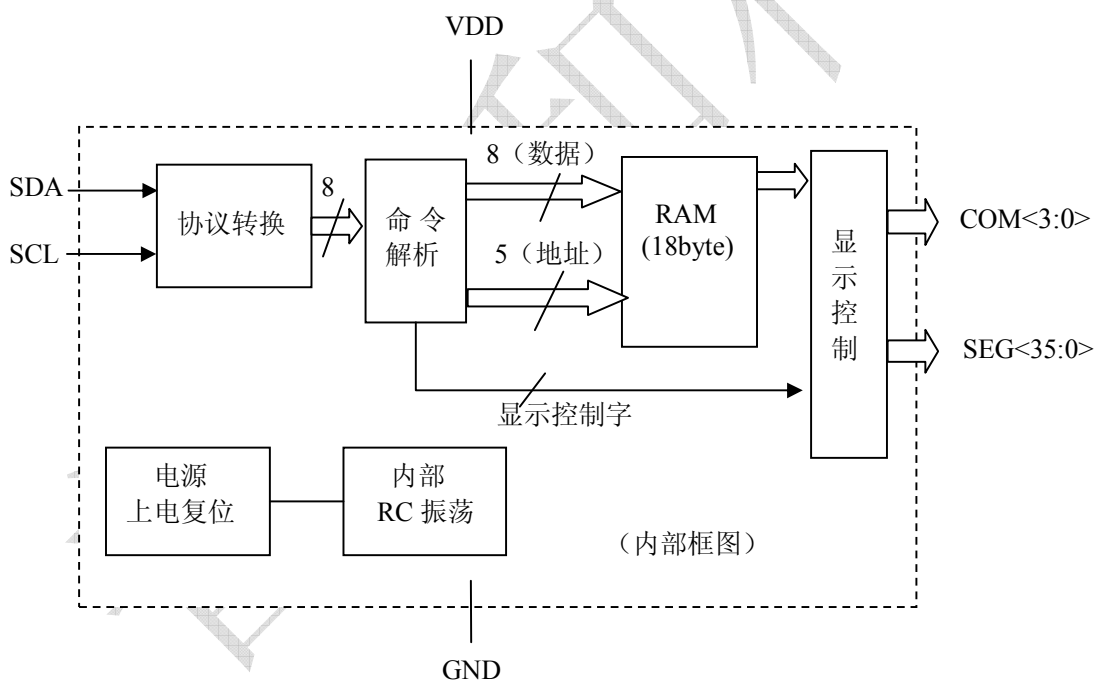 VDD
SDA
SCL
协议转换
8
命 令
解析
8（数据）
5（地址）
RAM
(18byte)
显
示
控
制
COM<3:0>
SEG<35:0>
显示控制字
电源
上电复位
内部
RC 振荡
（内部框图）
GND